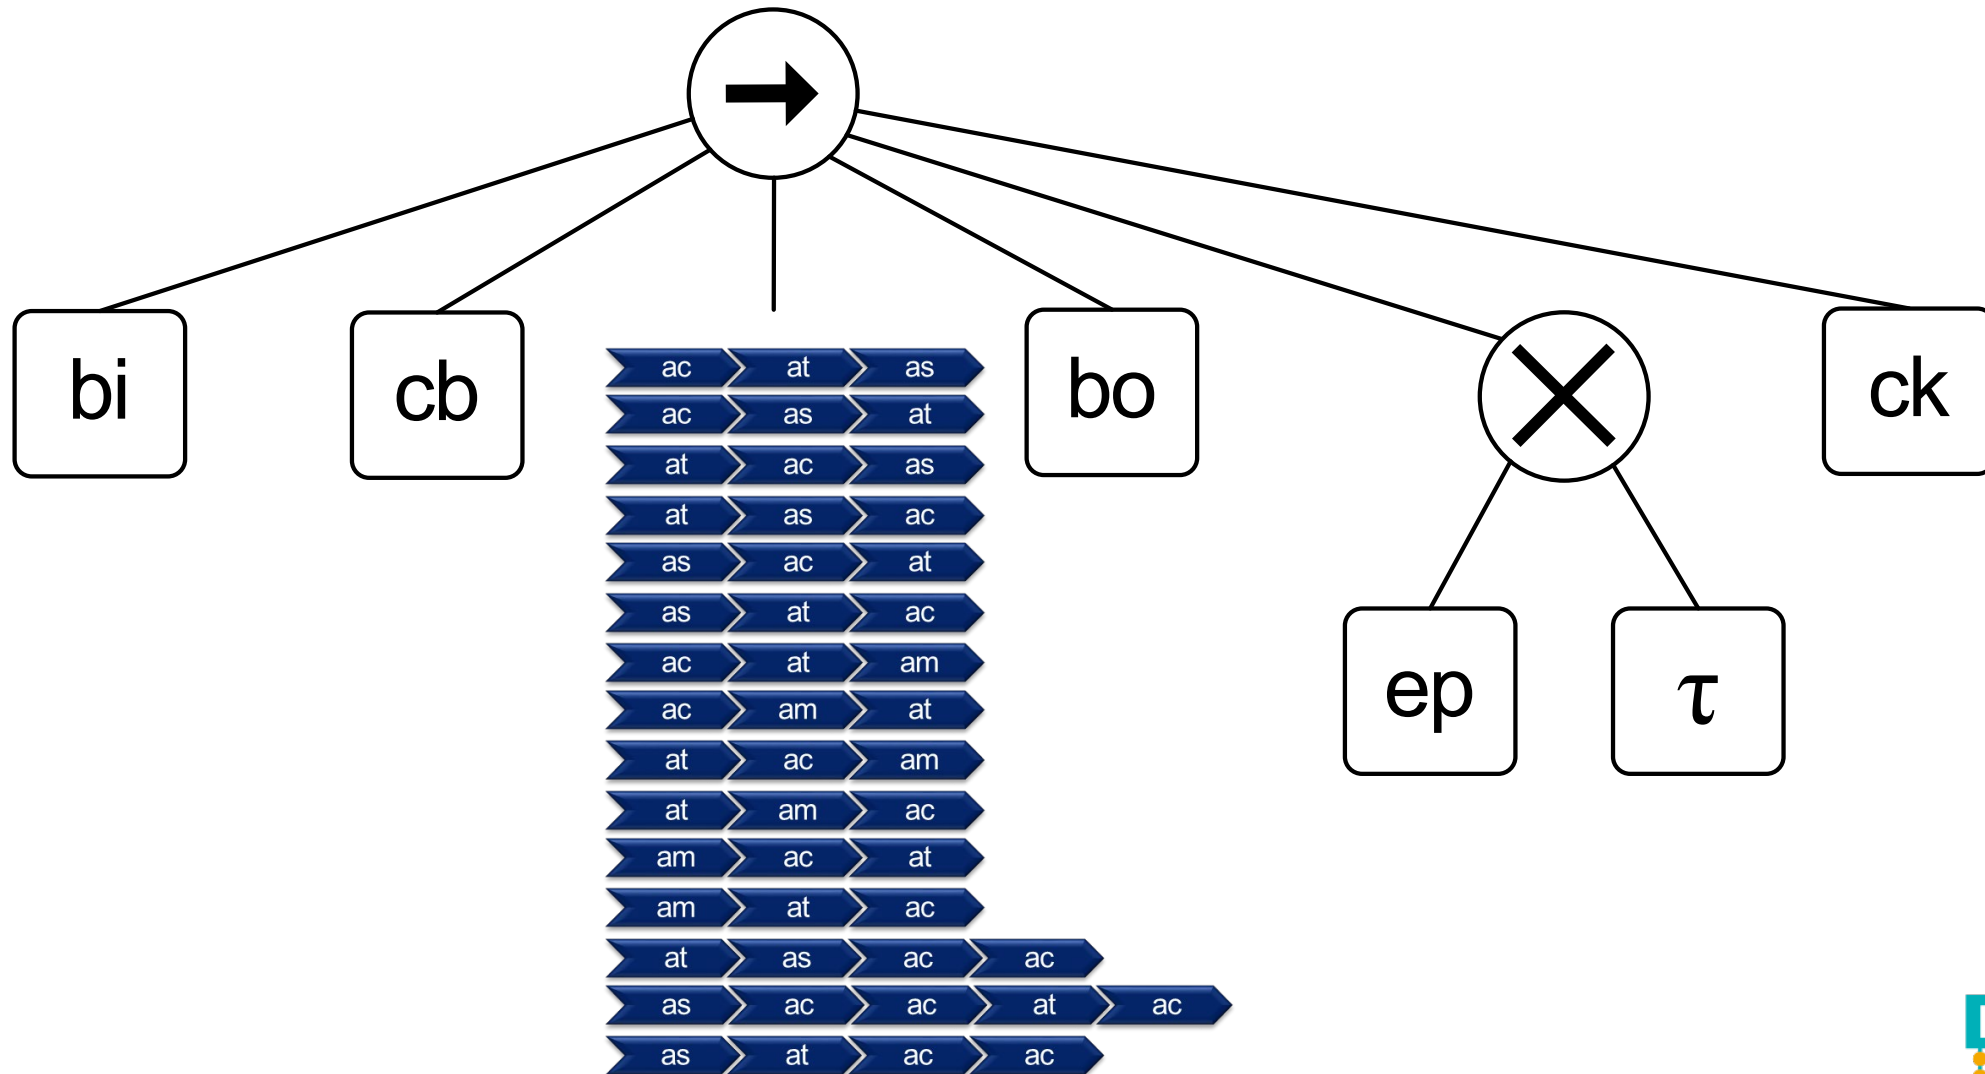 bi
cb
bo
ck
ep
τ
ac at as
ac as at
at ac as
at as ac
as ac at
as at ac
ac at am
ac am at
at ac am
at am ac
am ac at
am at ac
at as ac ac
as ac ac at ac
as at ac ac